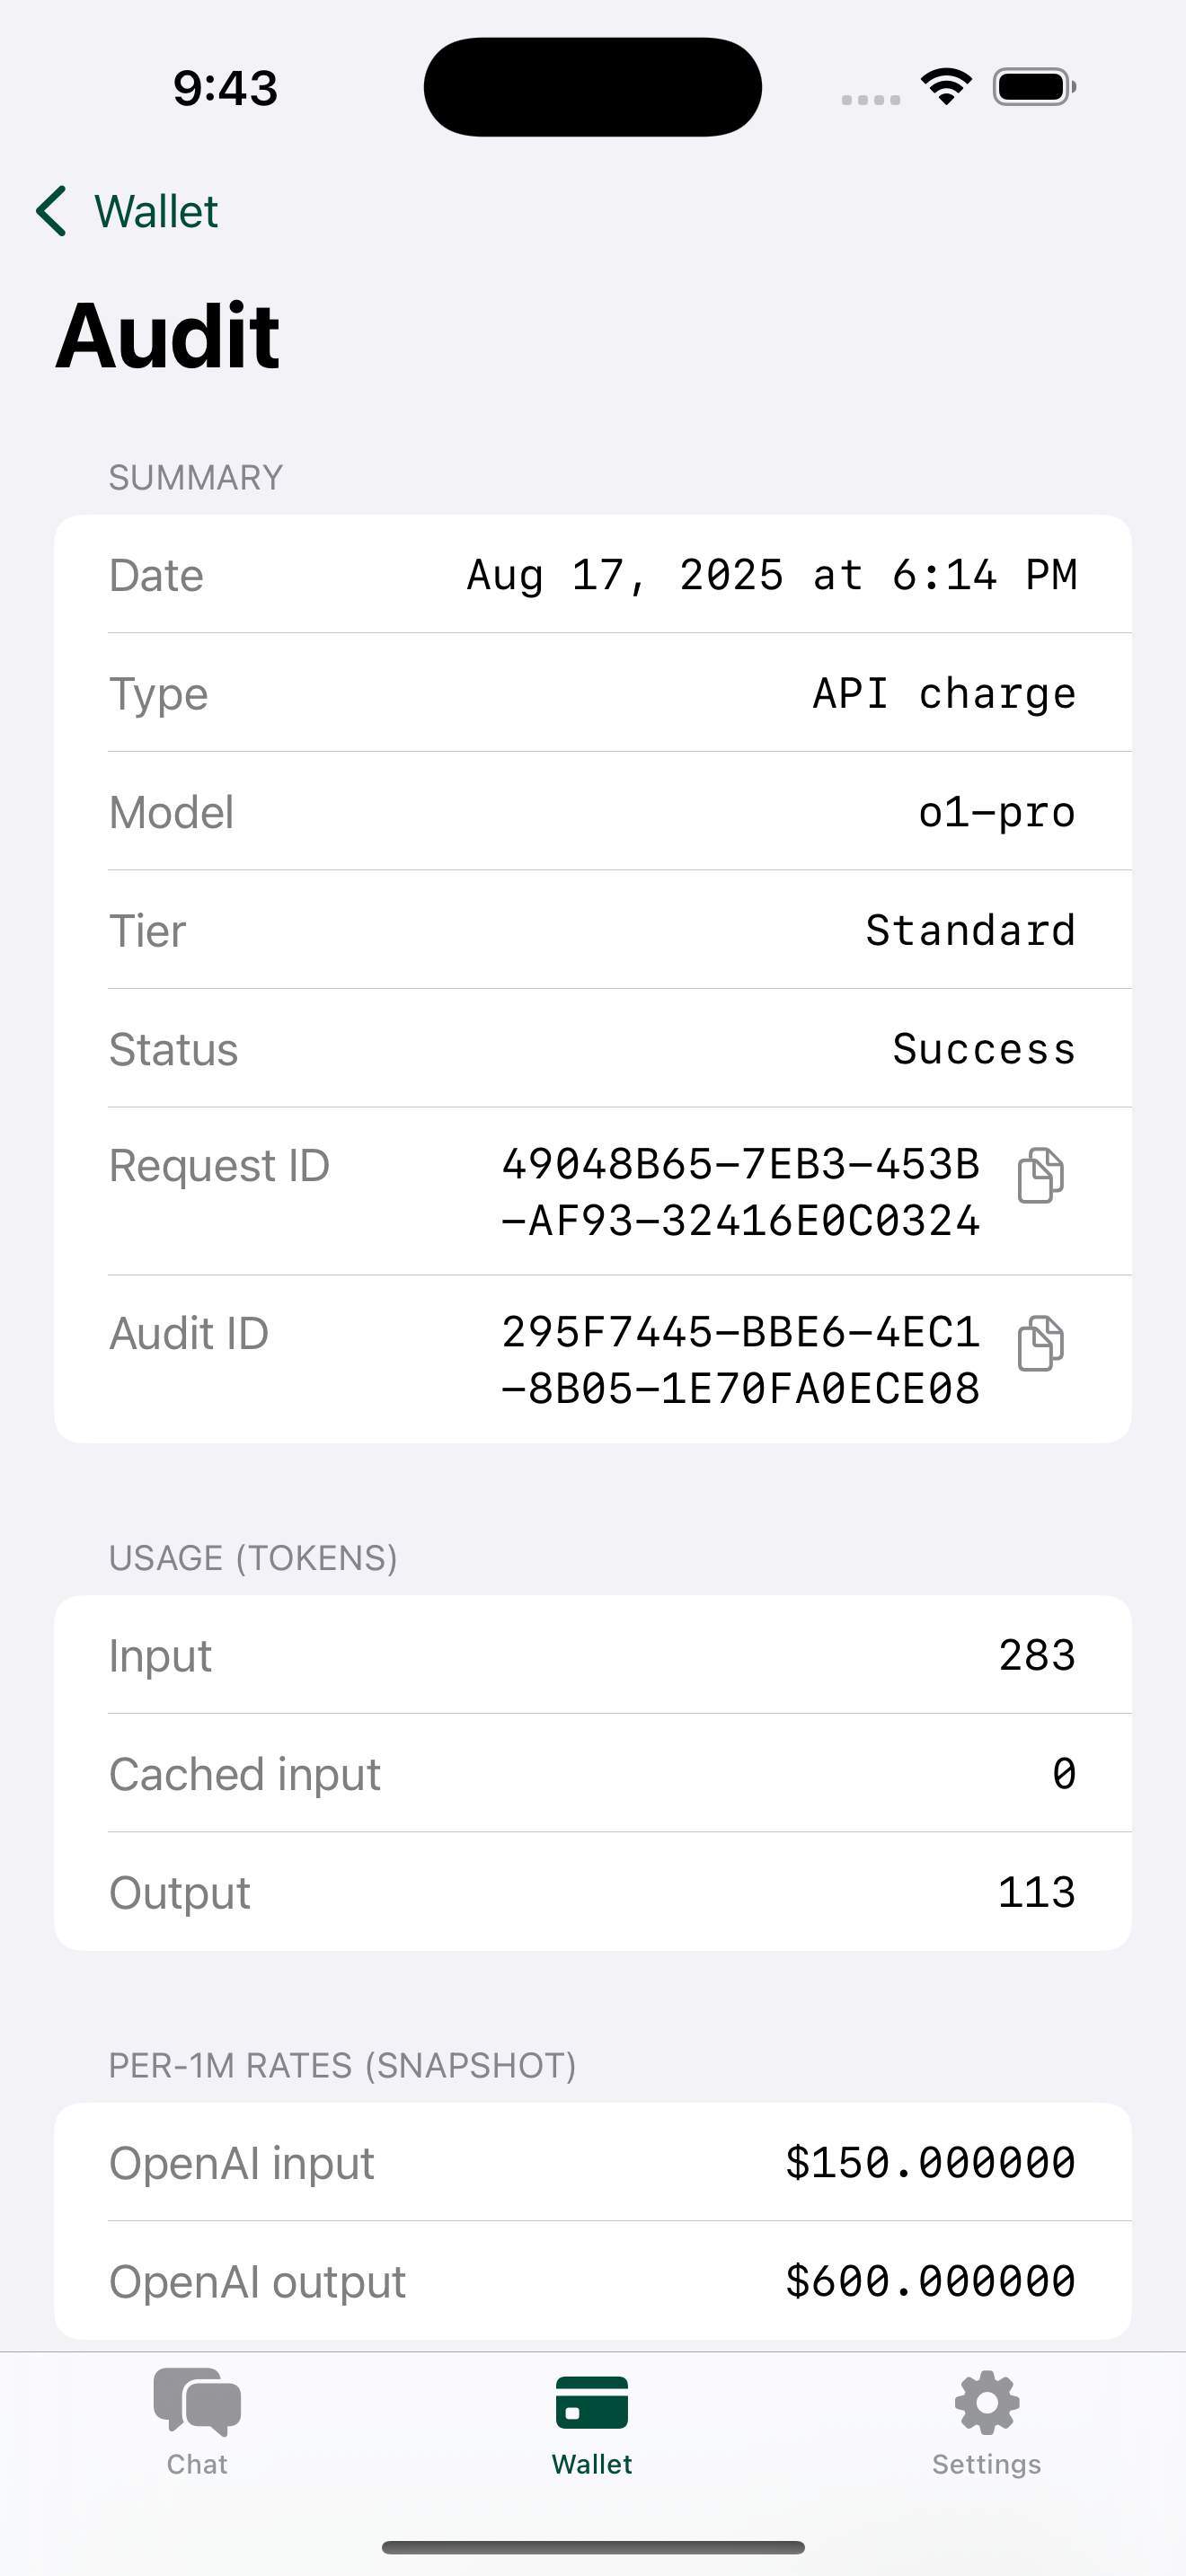 9:43
Wallet
Audit
SUMMARY
Date Aug 17, 2025 at 6:14 PM
Type API charge
Model o1-pro
Tier Standard
Status Success
Request ID 49048B65-7EB3-453B
-AF93-32416E0C0324
Audit ID 295F7445-BBE6-4EC1
-8B05-1E70FA0ECE08
USAGE (TOKENS)
Input 283
Cached input 0
Output 113
PER-1M RATES (SNAPSHOT)
OpenAI input $150.000000
OpenAI output $600.000000
Chat Wallet Settings